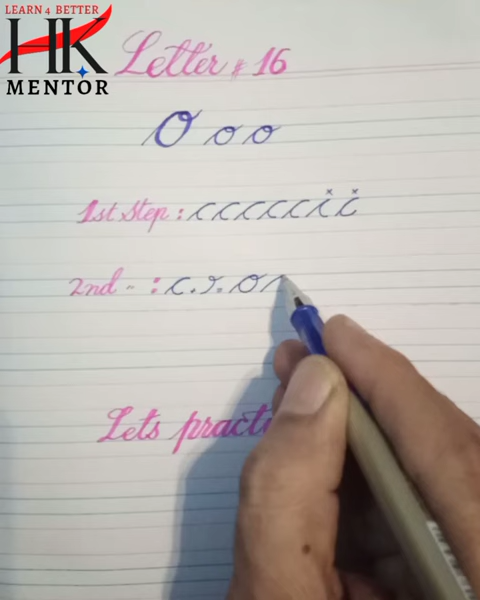 LEARN 4 BETTER
HK
MENTOR
Letter # 16
O o o
1st Step : c c c c c c i c
2nd " : c . s . o
Lets practi